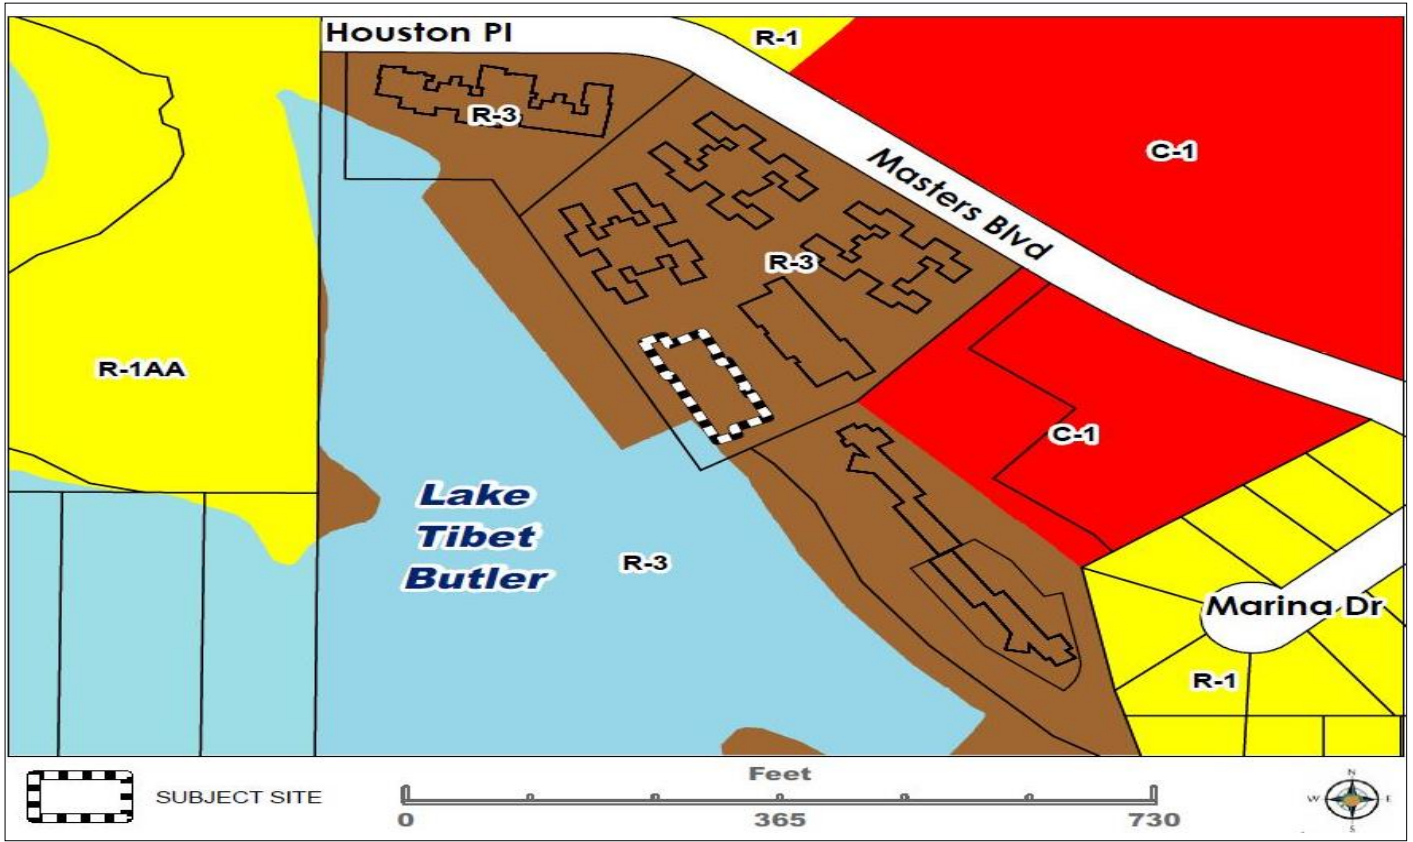 Houston Pl
R-1
R-3
C-1
Masters Blvd
R-3
R-1AA
C-1
Lake
Tibet
Butler
R-3
Marina Dr
R-1
SUBJECT SITE
Feet
0 365 730
N
W E
S